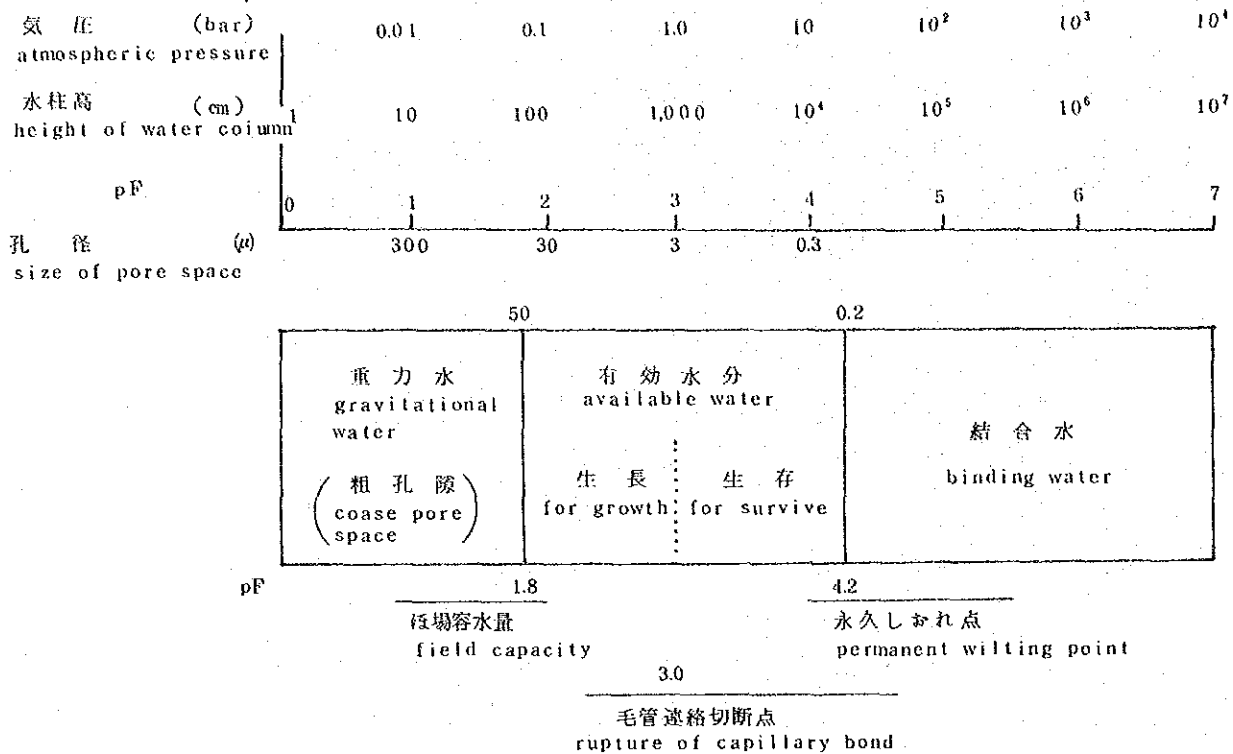 気圧 (bar) 0.01 0.1 1.0 10 10² 10³ 10⁴
atmospheric pressure
水柱高 (cm) 1 10 100 1,000 10⁴ 10⁵ 10⁶ 10⁷
height of water coiumn
pF 0 1 2 3 4 5 6 7
孔径 (μ) 300 30 3 0.3
size of pore space
50 0.2
重力水
gravitational
water
(粗孔隙
coase pore
space)
有効水分
available water
生長
for growth
生存
for survive
結合水
binding water
pF 1.8 4.2
ほ場容水量
field capacity
永久しおれ点
permanent wilting point
3.0
毛管連絡切断点
rupture of capillary bond